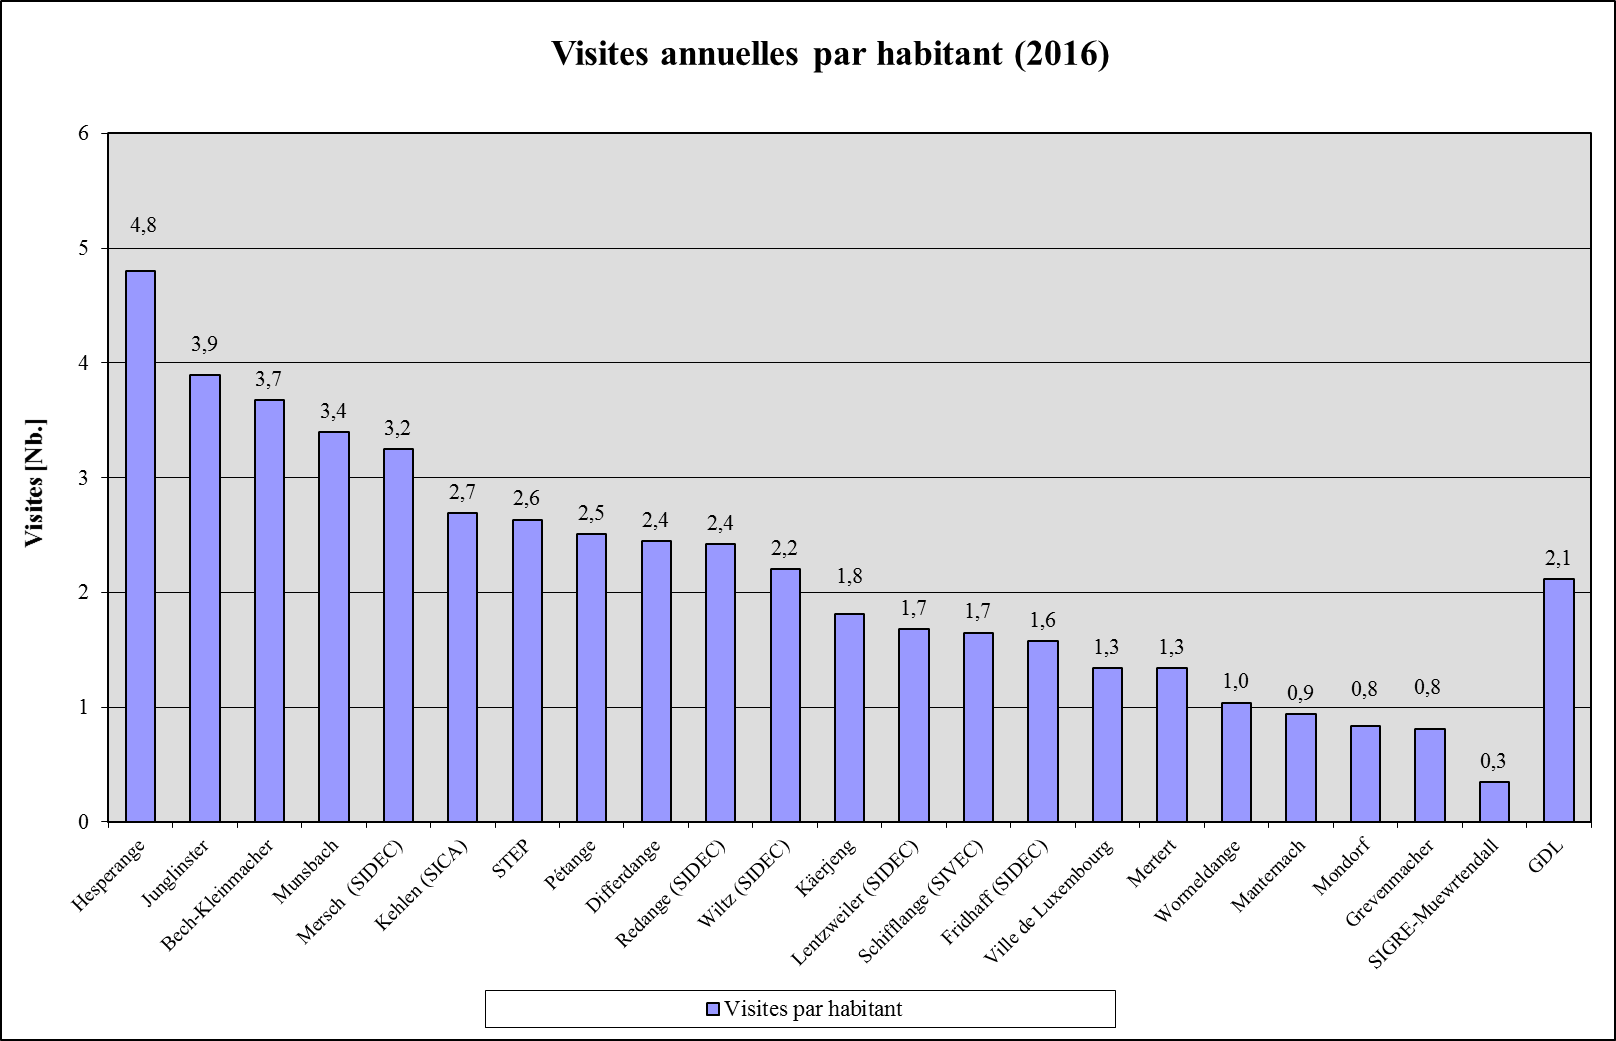 Visites annuelles par habitant (2016)
Visites [Nb.]
6
5
4
3
2
1
0
4,8
3,9
3,7
3,4
3,2
2,7
2,6
2,5
2,4
2,4
2,2
1,8
1,7
1,7
1,6
1,3
1,3
1,0
0,9
0,8
0,8
0,3
2,1
Hesperange
Junglinster
Bech-Kleinmacher
Munsbach
Mersch (SIDEC)
Kehlen (SICA)
STEP
Pétange
Differdange
Redange (SIDEC)
Wiltz (SIDEC)
Käerjeng
Lentzweiler (SIDEC)
Schifflange (SIVEC)
Fridhaff (SIDEC)
Ville de Luxembourg
Mertert
Wormeldange
Manternach
Mondorf
Grevenmacher
SIGRE-Muewrtendall
GDL
Visites par habitant